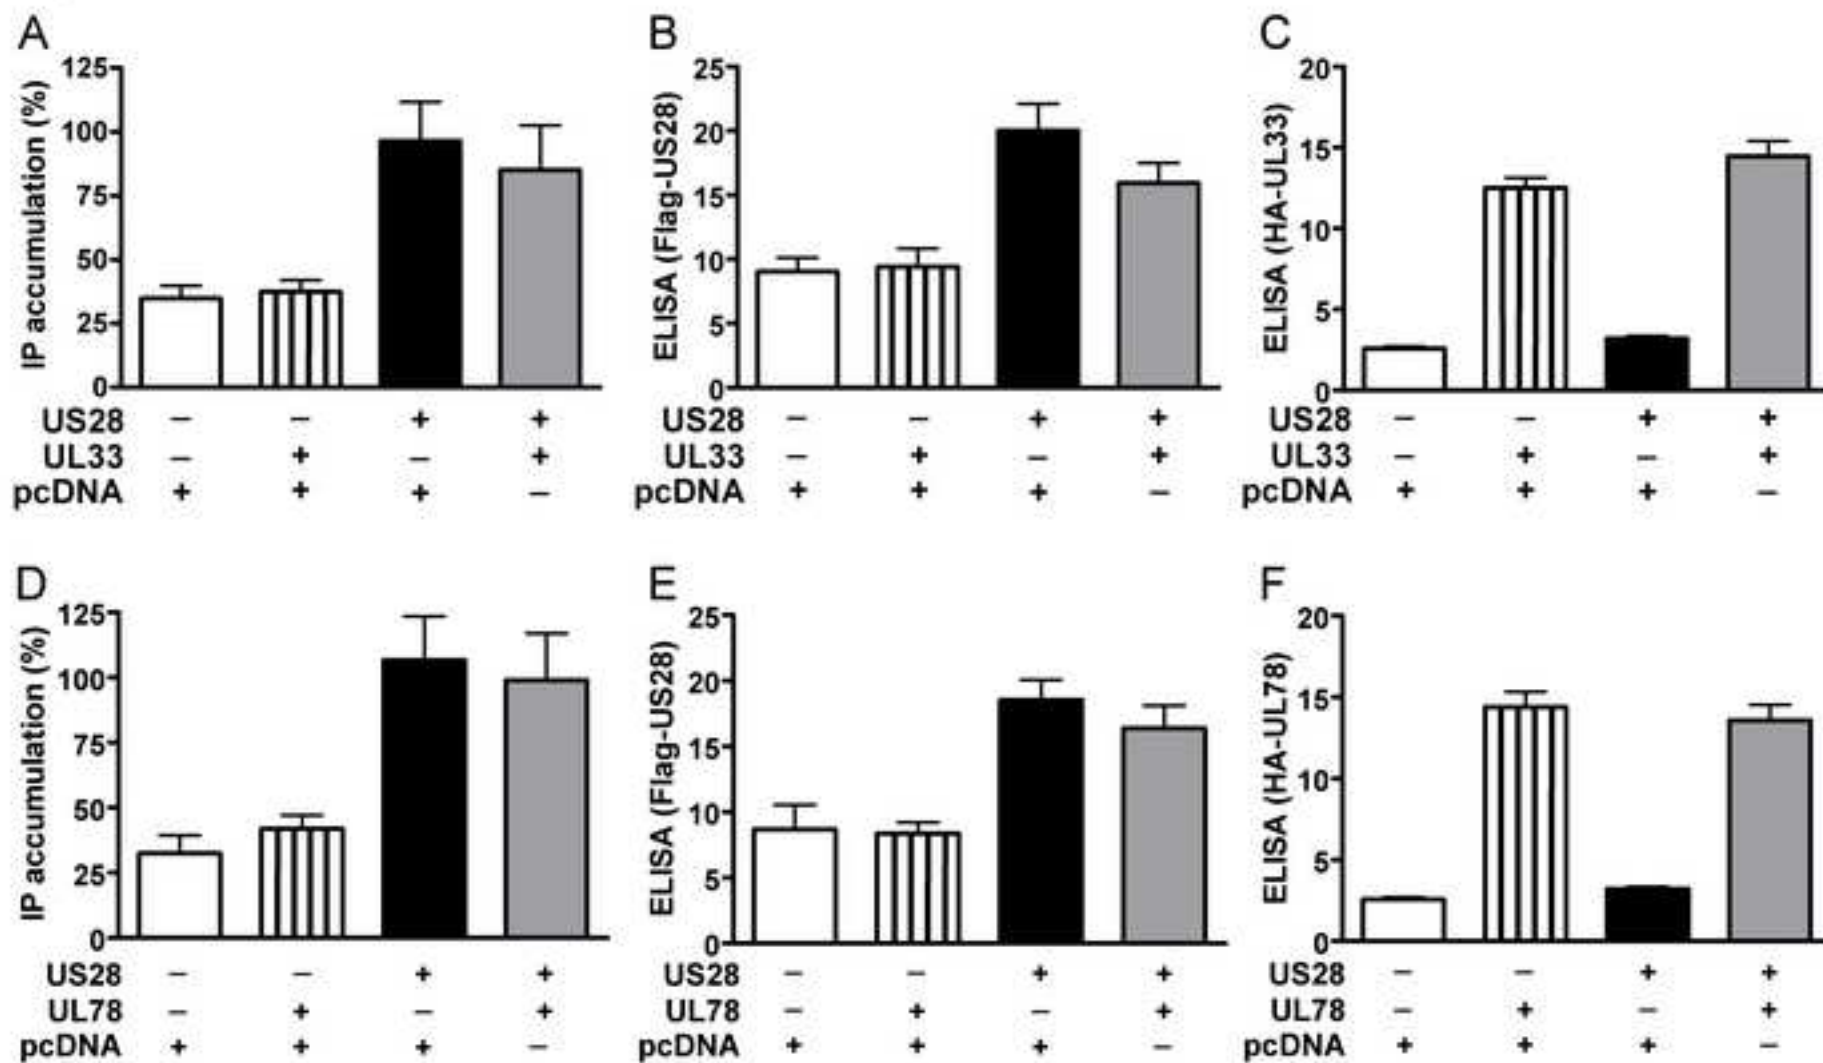 A
IP accumulation (%)
125
100
75
50
25
0
US28 – – + +
UL33 – + – +
pcDNA + + + –
B
ELISA (Flag-US28)
25
20
15
10
5
0
US28 – – + +
UL33 – + – +
pcDNA + + + –
C
ELISA (HA-UL33)
20
15
10
5
0
US28 – – + +
UL33 – + – +
pcDNA + + + –
D
IP accumulation (%)
125
100
75
50
25
0
US28 – – + +
UL78 – + – +
pcDNA + + + –
E
ELISA (Flag-US28)
25
20
15
10
5
0
US28 – – + +
UL78 – + – +
pcDNA + + + –
F
ELISA (HA-UL78)
20
15
10
5
0
US28 – – + +
UL78 – + – +
pcDNA + + + –